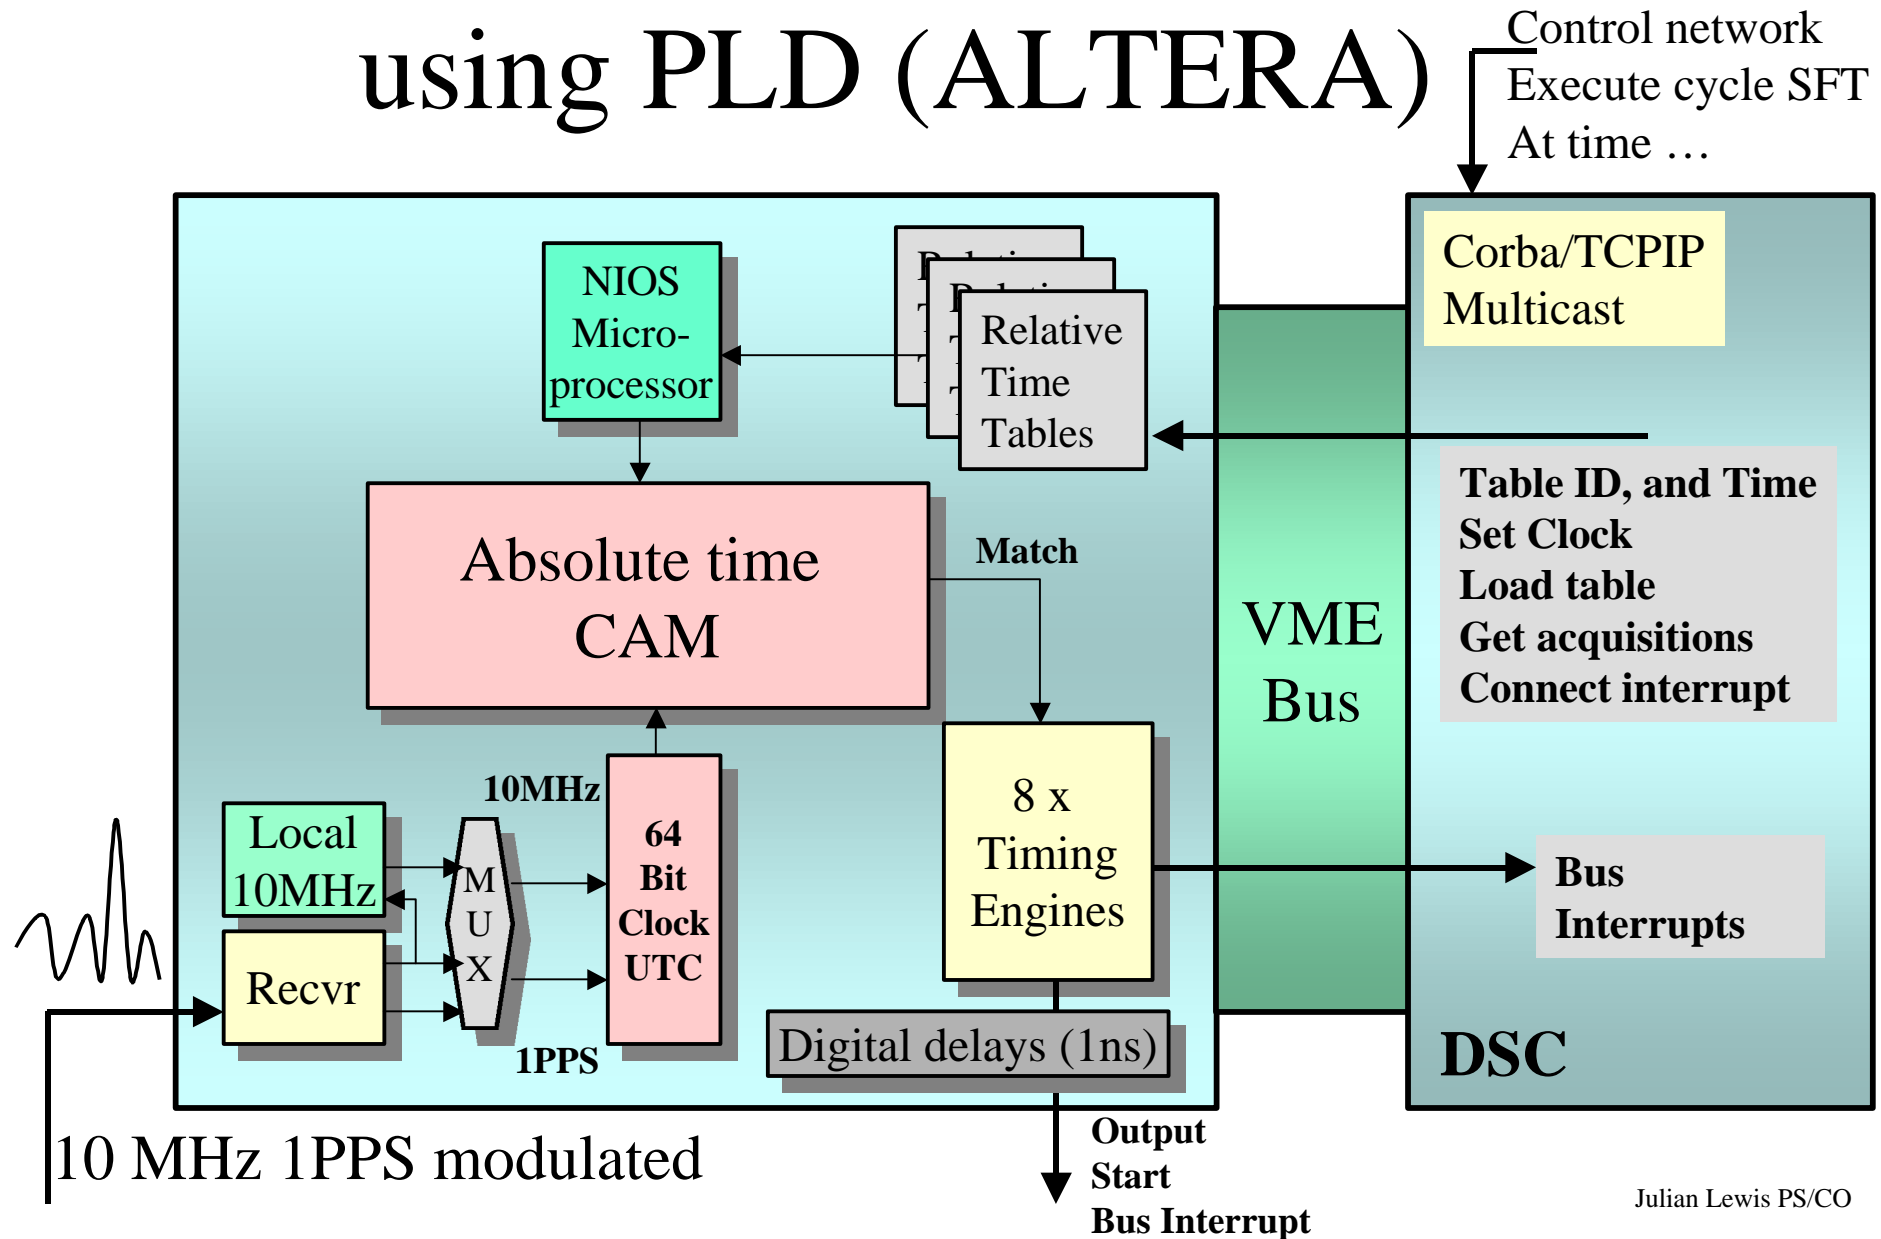 using PLD (ALTERA)
Control network
Execute cycle SFT
At time …
NIOS
Micro-
processor
Relative
Time
Tables
Corba/TCPIP
Multicast
Table ID, and Time
Set Clock
Load table
Get acquisitions
Connect interrupt
Absolute time
CAM
Match
VME
Bus
10MHz
Local
10MHz
Recvr
M
U
X
64
Bit
Clock
UTC
1PPS
8 x
Timing
Engines
Bus
Interrupts
Digital delays (1ns)
DSC
10 MHz 1PPS modulated
Output
Start
Bus Interrupt
Julian Lewis PS/CO